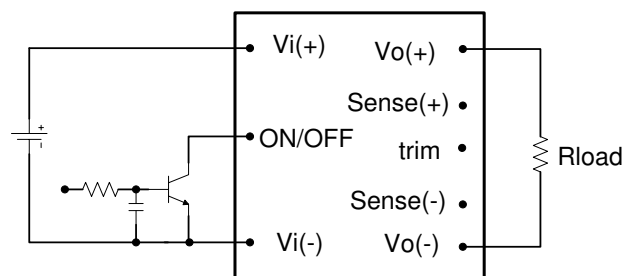 Vi(+)
Vo(+)
Sense(+)
ON/OFF
trim
Rload
Sense(-)
Vi(-)
Vo(-)